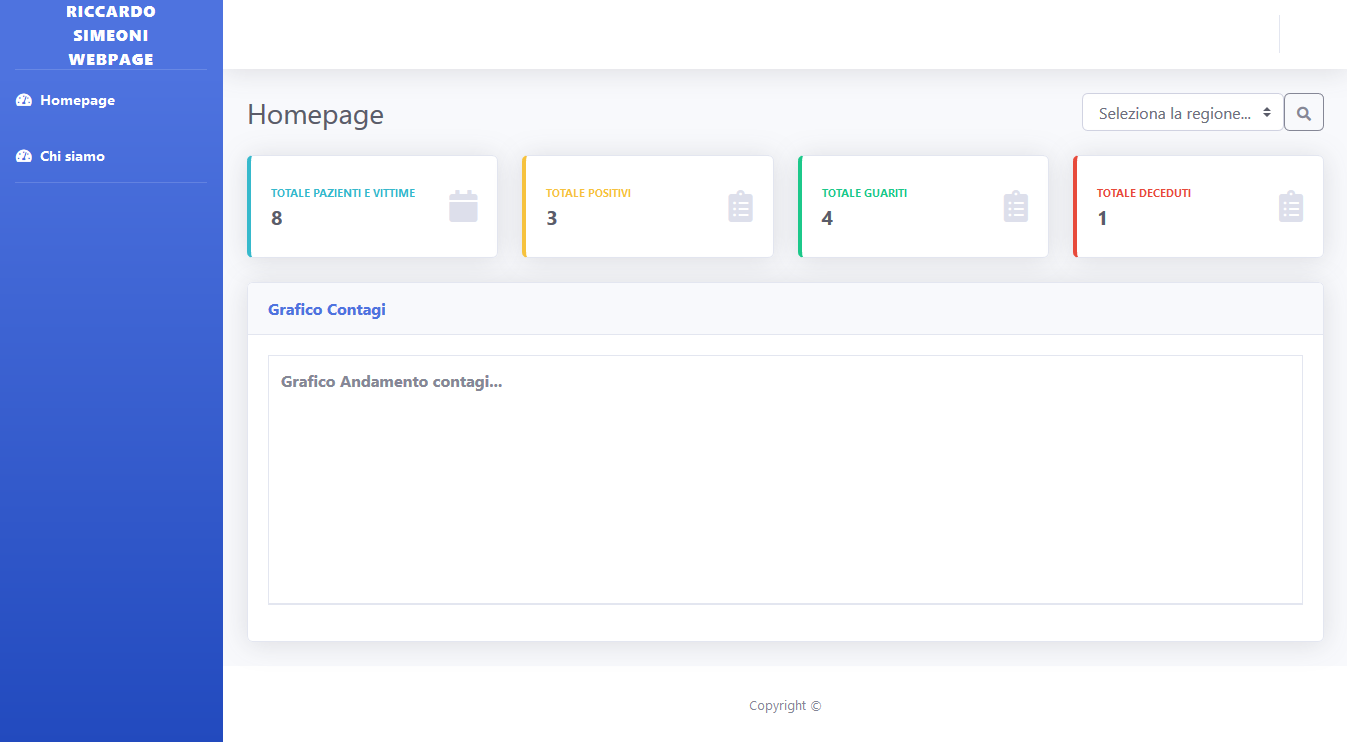 RICCARDO
SIMEONI
WEBPAGE
Homepage
Chi siamo
Homepage
Seleziona la regione...
TOTALE PAZIENTI E VITTIME
8
TOTALE POSITIVI
3
TOTALE GUARITI
4
TOTALE DECEDUTI
1
Grafico Contagi
Grafico Andamento contagi...
Copyright ©